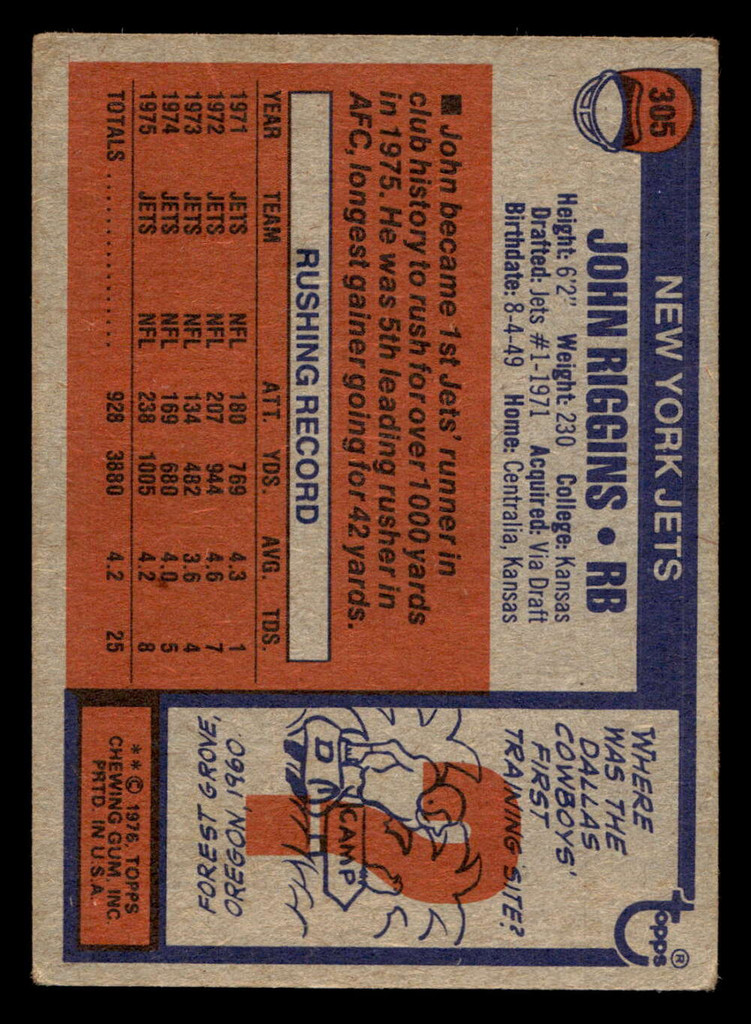 305
NEW YORK JETS
JOHN RIGGINS • RB
Height: 6'2" Weight: 230 College: Kansas
Drafted: Jets #1-1971 Acquired: Via Draft
Birthdate: 8-4-49 Home: Centralia, Kansas
■ John became 1st Jets' runner in
club history to rush for over 1000 yards
in 1975. He was 5th leading rusher in
AFC, longest gainer going for 42 yards.
RUSHING RECORD
YEAR TEAM ATT. YDS. AVG. TDS.
1971 JETS NFL 180 769 4.3 1
1972 JETS NFL 207 944 4.6 7
1973 JETS NFL 134 482 3.6 4
1974 JETS NFL 169 680 4.0 5
1975 JETS NFL 238 1005 4.2 8
TOTALS .................... 928 3880 4.2 25
topps®
WHERE
WAS THE
DALLAS
COWBOYS'
FIRST
TRAINING SITE?
CAMP
D
FOREST GROVE,
OREGON 1960.
**© 1976, TOPPS
CHEWING GUM, INC.
PRTD. IN U.S.A.